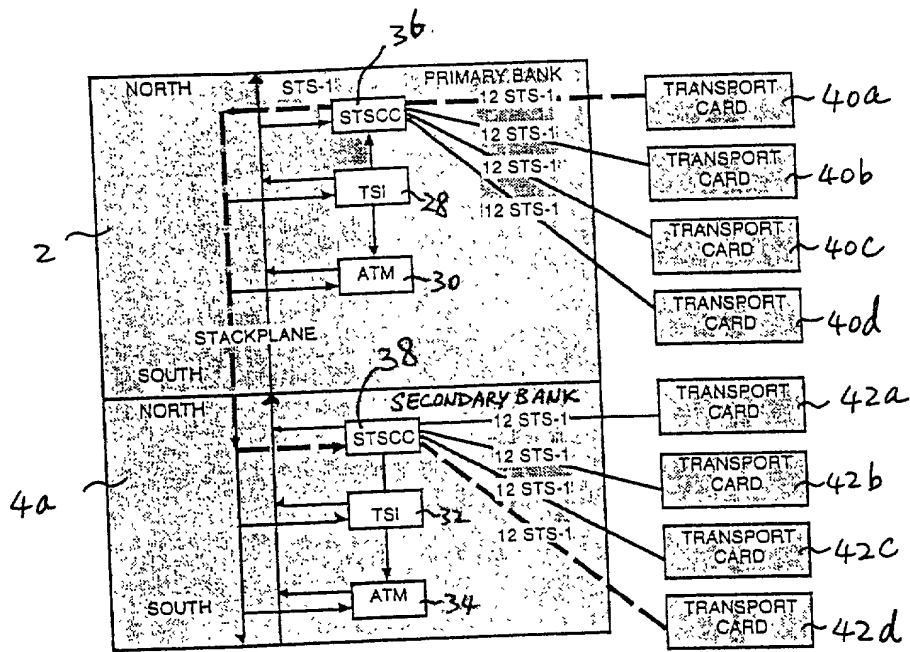 36
NORTH
STS-1
PRIMARY BANK
STSCC
12 STS-1
12 STS-1
12 STS-1
12 STS-1
TRANSPORT
CARD
40a
TRANSPORT
CARD
40b
TRANSPORT
CARD
40c
TRANSPORT
CARD
40d
TSI
28
2
ATM
30
STACKPLANE
SOUTH
38
NORTH
SECONDARY BANK
STSCC
12 STS-1
12 STS-1
12 STS-1
12 STS-1
TRANSPORT
CARD
42a
TRANSPORT
CARD
42b
TRANSPORT
CARD
42c
TRANSPORT
CARD
42d
4a
TSI
32
ATM
34
SOUTH